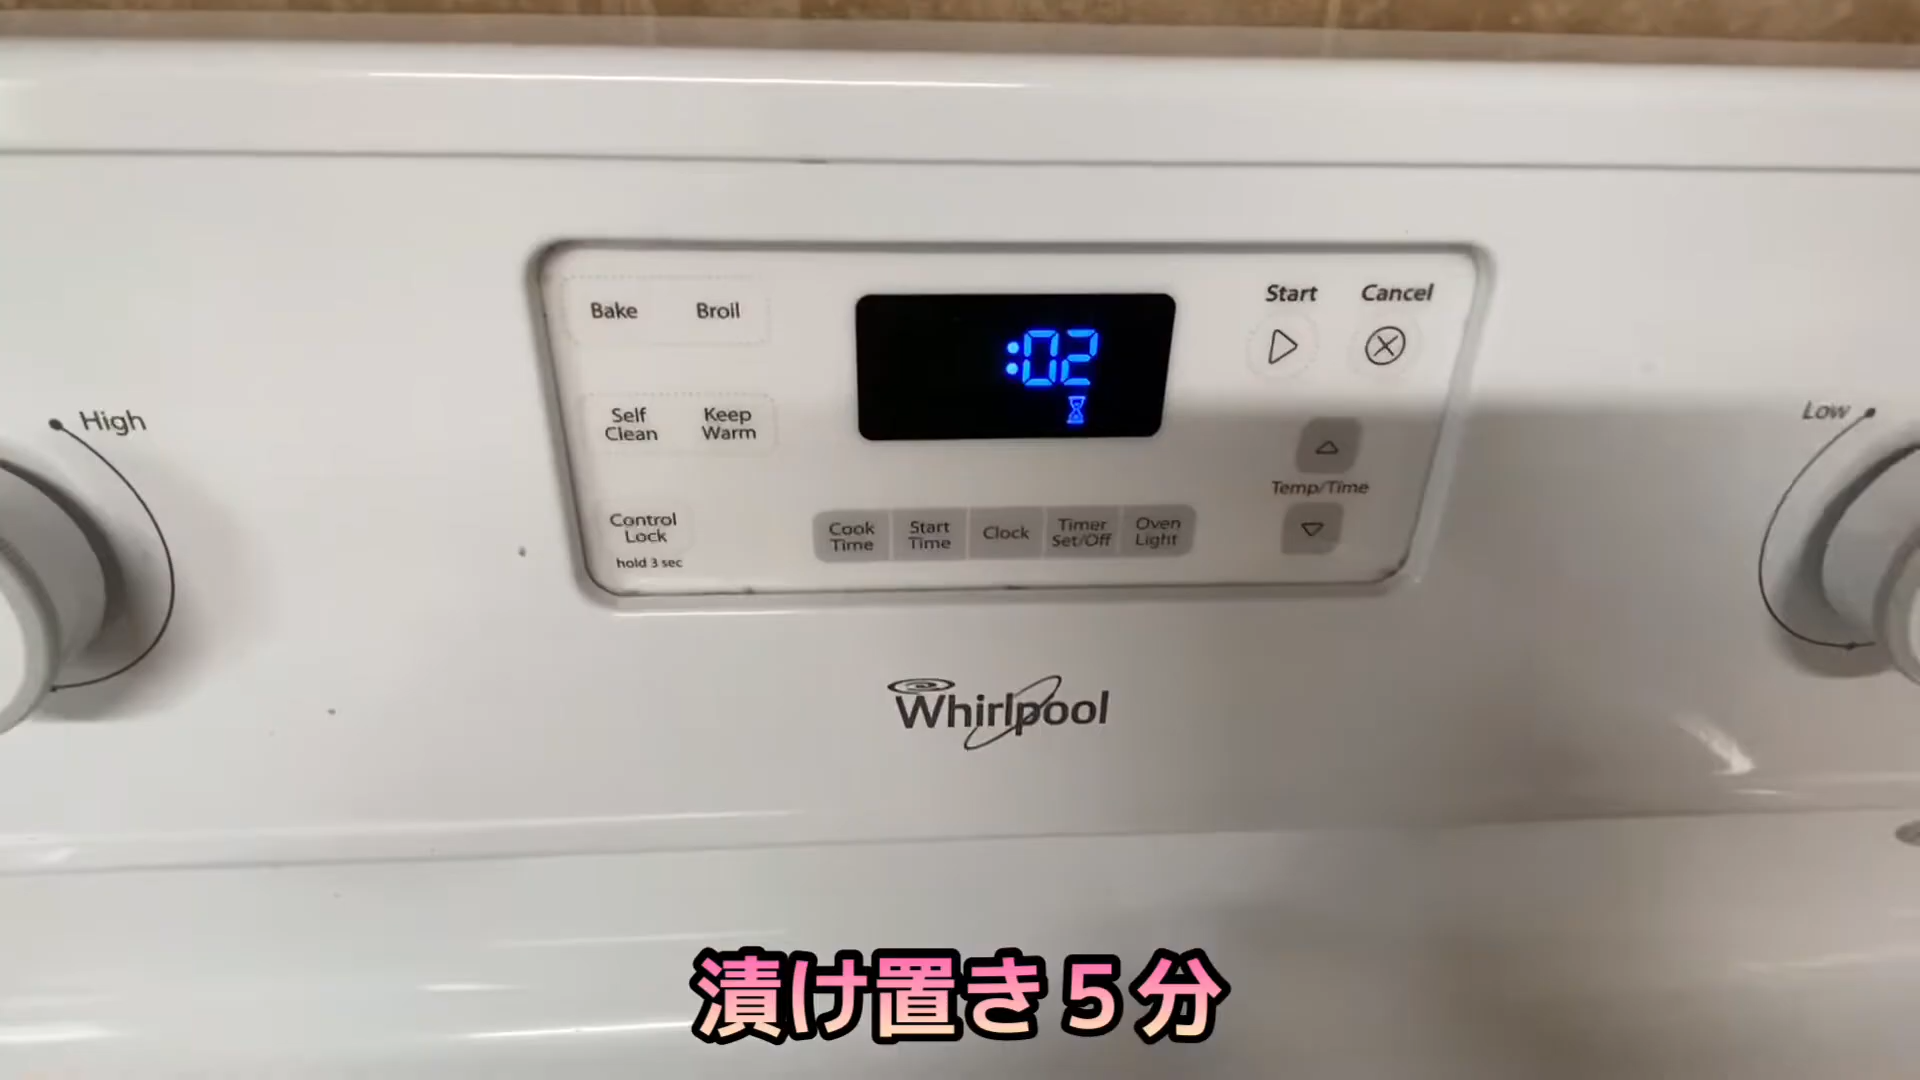 High
Bake
Broil
Self
Clean
Keep
Warm
Control
Lock
hold 3 sec
:02
Cook
Time
Start
Time
Clock
Timer
Set/Off
Oven
Light
Start
Cancel
Temp/Time
Low
Whirlpool
漬け置き５分